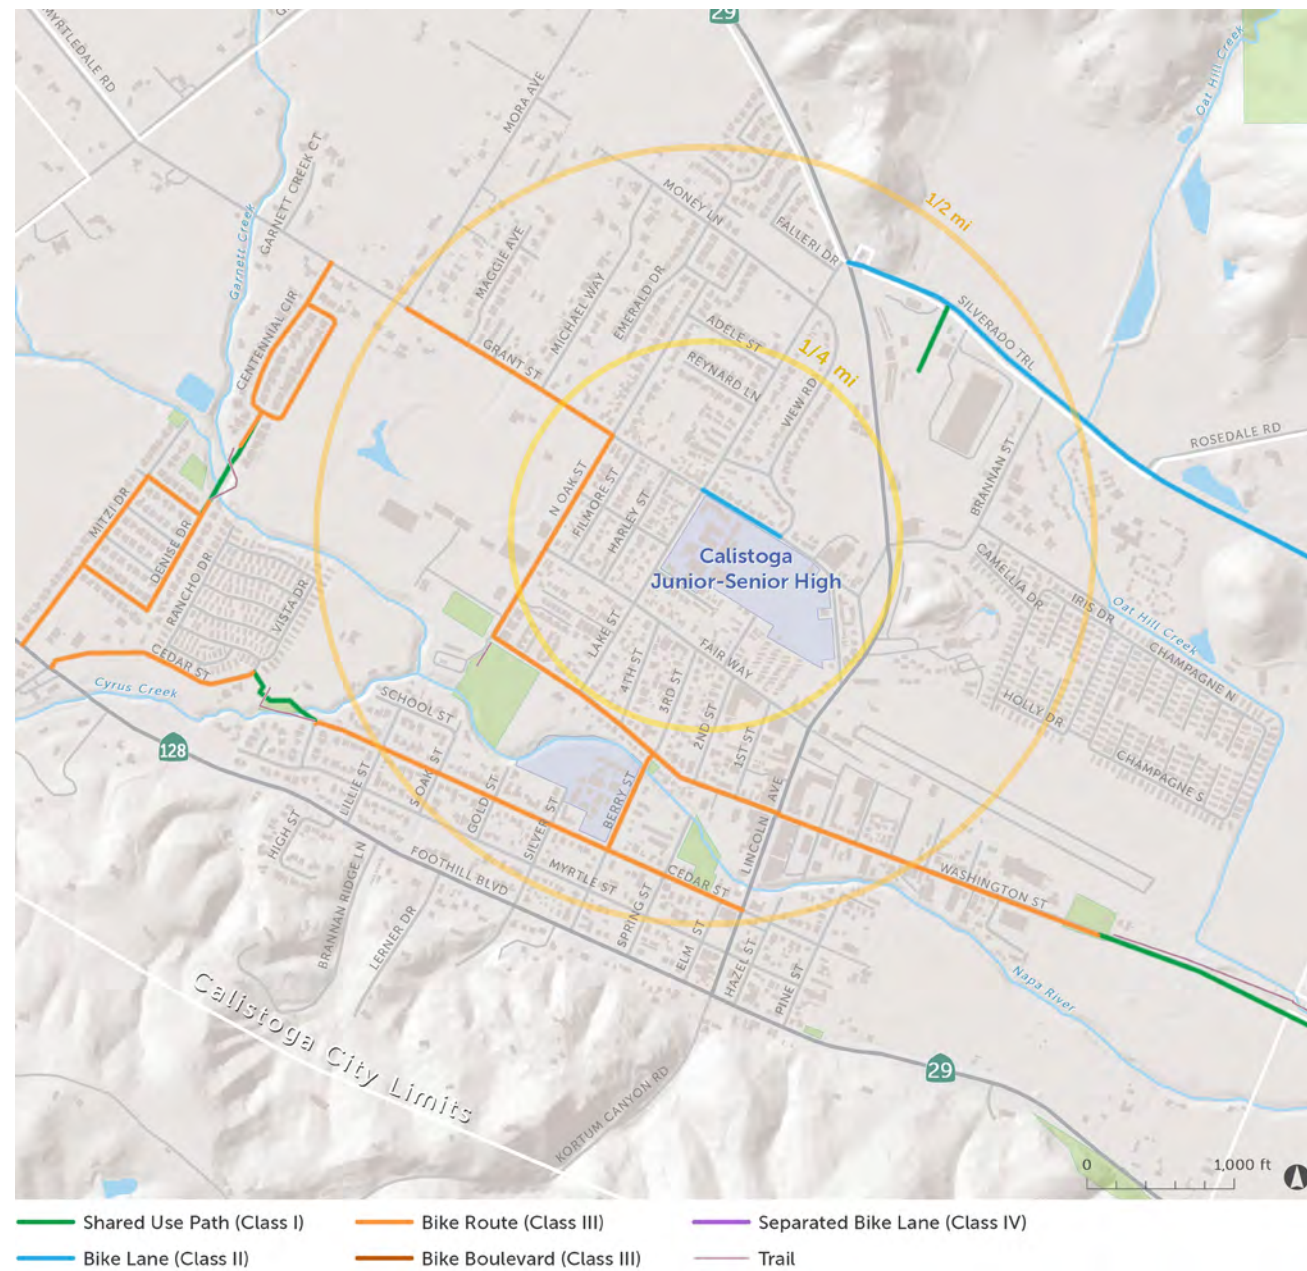 29
MYRTLEDALE RD
G
Oat Hill Creek
MORA AVE
GARNETT CREEK CT
Garnett Creek
MONEY LN
1/2 mi
FALLERI DR
MAGGIE AVE
MICHAEL WAY
EMERALD DR
CENTENNIAL CIR
SILVERADO TRL
ADELE ST
GRANT ST
1/4 mi
REYNARD LN
VIEW RD
ROSEDALE RD
BRANNAN ST
N OAK ST
FILMORE ST
HARLEY ST
MITZI DR
DENISE DR
Calistoga
Junior-Senior High
RANCHO DR
VISTA DR
CAMELLIA DR
IRIS DR
Oat Hill Creek
LAKE ST
FAIR WAY
4TH ST
3RD ST
2ND ST
1ST ST
CEDAR ST
Cyrus Creek
SCHOOL ST
CHAMPAGNE N
HOLLY DR
CHAMPAGNE S
128
LILLIE ST
S OAK ST
GOLD ST
SILVER ST
BERRY ST
LINCOLN AVE
HIGH ST
BRANNAN RIDGE LN
FOOTHILL BLVD
MYRTLE ST
CEDAR ST
WASHINGTON ST
LERNER DR
SPRING ST
ELM ST
HAZEL ST
PINE ST
Napa River
Calistoga City Limits
29
KORTUM CANYON RD
0 1,000 ft
Shared Use Path (Class I)
Bike Route (Class III)
Separated Bike Lane (Class IV)
Bike Lane (Class II)
Bike Boulevard (Class III)
Trail